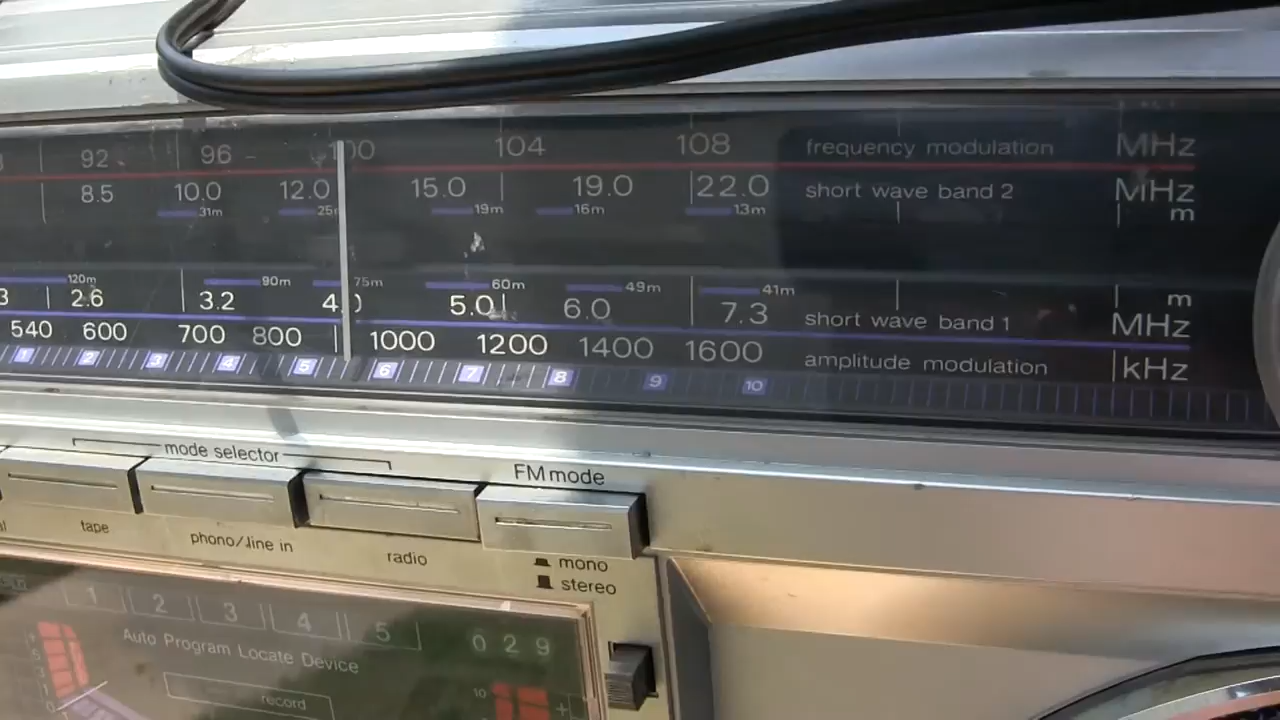 92 96 100 104 108 frequency modulation MHz
8.5 10.0 12.0 15.0 19.0 22.0 short wave band 2 MHz
31m 25m 19m 16m 13m m
120m 90m 75m 60m 49m 41m m
2.6 3.2 4.0 5.0 6.0 7.3 short wave band 1 MHz
540 600 700 800 1000 1200 1400 1600 amplitude modulation kHz
1 2 3 4 5 6 7 8 9 10
mode selector
FM mode
tape phono/line in radio
mono
stereo
1 2 3 4 5
029
Auto Program Locate Device
record
10 +